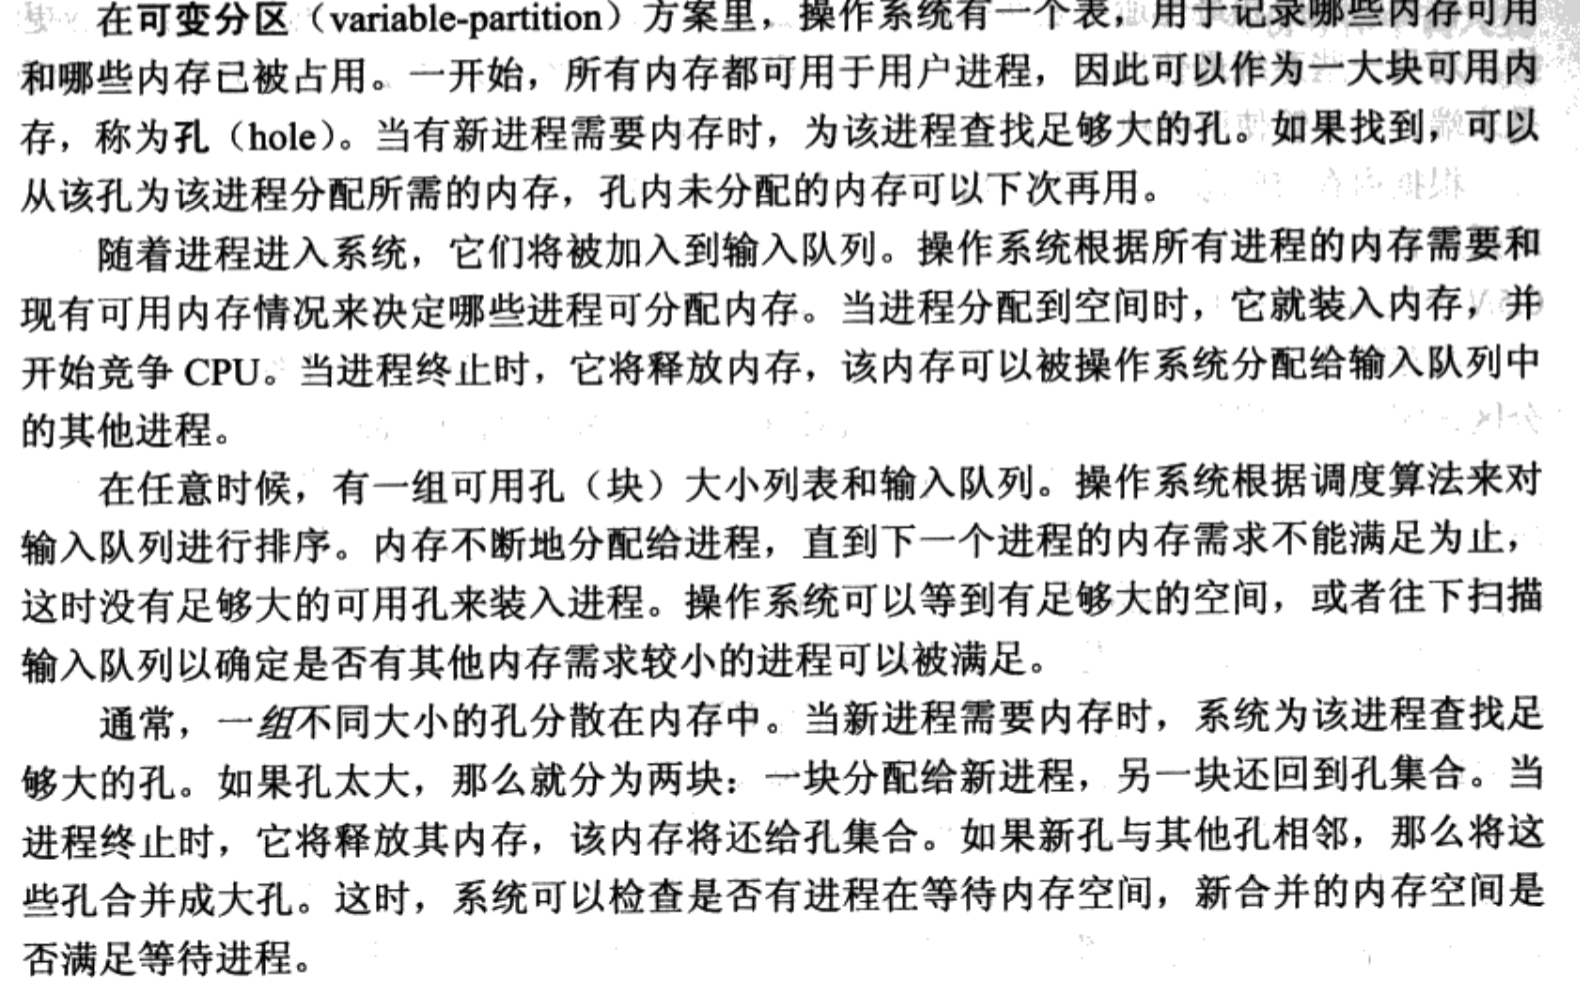 在可变分区（variable-partition）方案里，操作系统有一个表，用于记录哪些内存可用
和哪些内存已被占用。一开始，所有内存都可用于用户进程，因此可以作为一大块可用内
存，称为孔（hole）。当有新进程需要内存时，为该进程查找足够大的孔。如果找到，可以
从该孔为该进程分配所需的内存，孔内未分配的内存可以下次再用。
随着进程进入系统，它们将被加入到输入队列。操作系统根据所有进程的内存需要和
现有可用内存情况来决定哪些进程可分配内存。当进程分配到空间时，它就装入内存，并
开始竞争 CPU。当进程终止时，它将释放内存，该内存可以被操作系统分配给输入队列中
的其他进程。
在任意时候，有一组可用孔（块）大小列表和输入队列。操作系统根据调度算法来对
输入队列进行排序。内存不断地分配给进程，直到下一个进程的内存需求不能满足为止，
这时没有足够大的可用孔来装入进程。操作系统可以等到有足够大的空间，或者往下扫描
输入队列以确定是否有其他内存需求较小的进程可以被满足。
通常，一组不同大小的孔分散在内存中。当新进程需要内存时，系统为该进程查找足
够大的孔。如果孔太大，那么就分为两块：一块分配给新进程，另一块还回到孔集合。当
进程终止时，它将释放其内存，该内存将还给孔集合。如果新孔与其他孔相邻，那么将这
些孔合并成大孔。这时，系统可以检查是否有进程在等待内存空间，新合并的内存空间是
否满足等待进程。